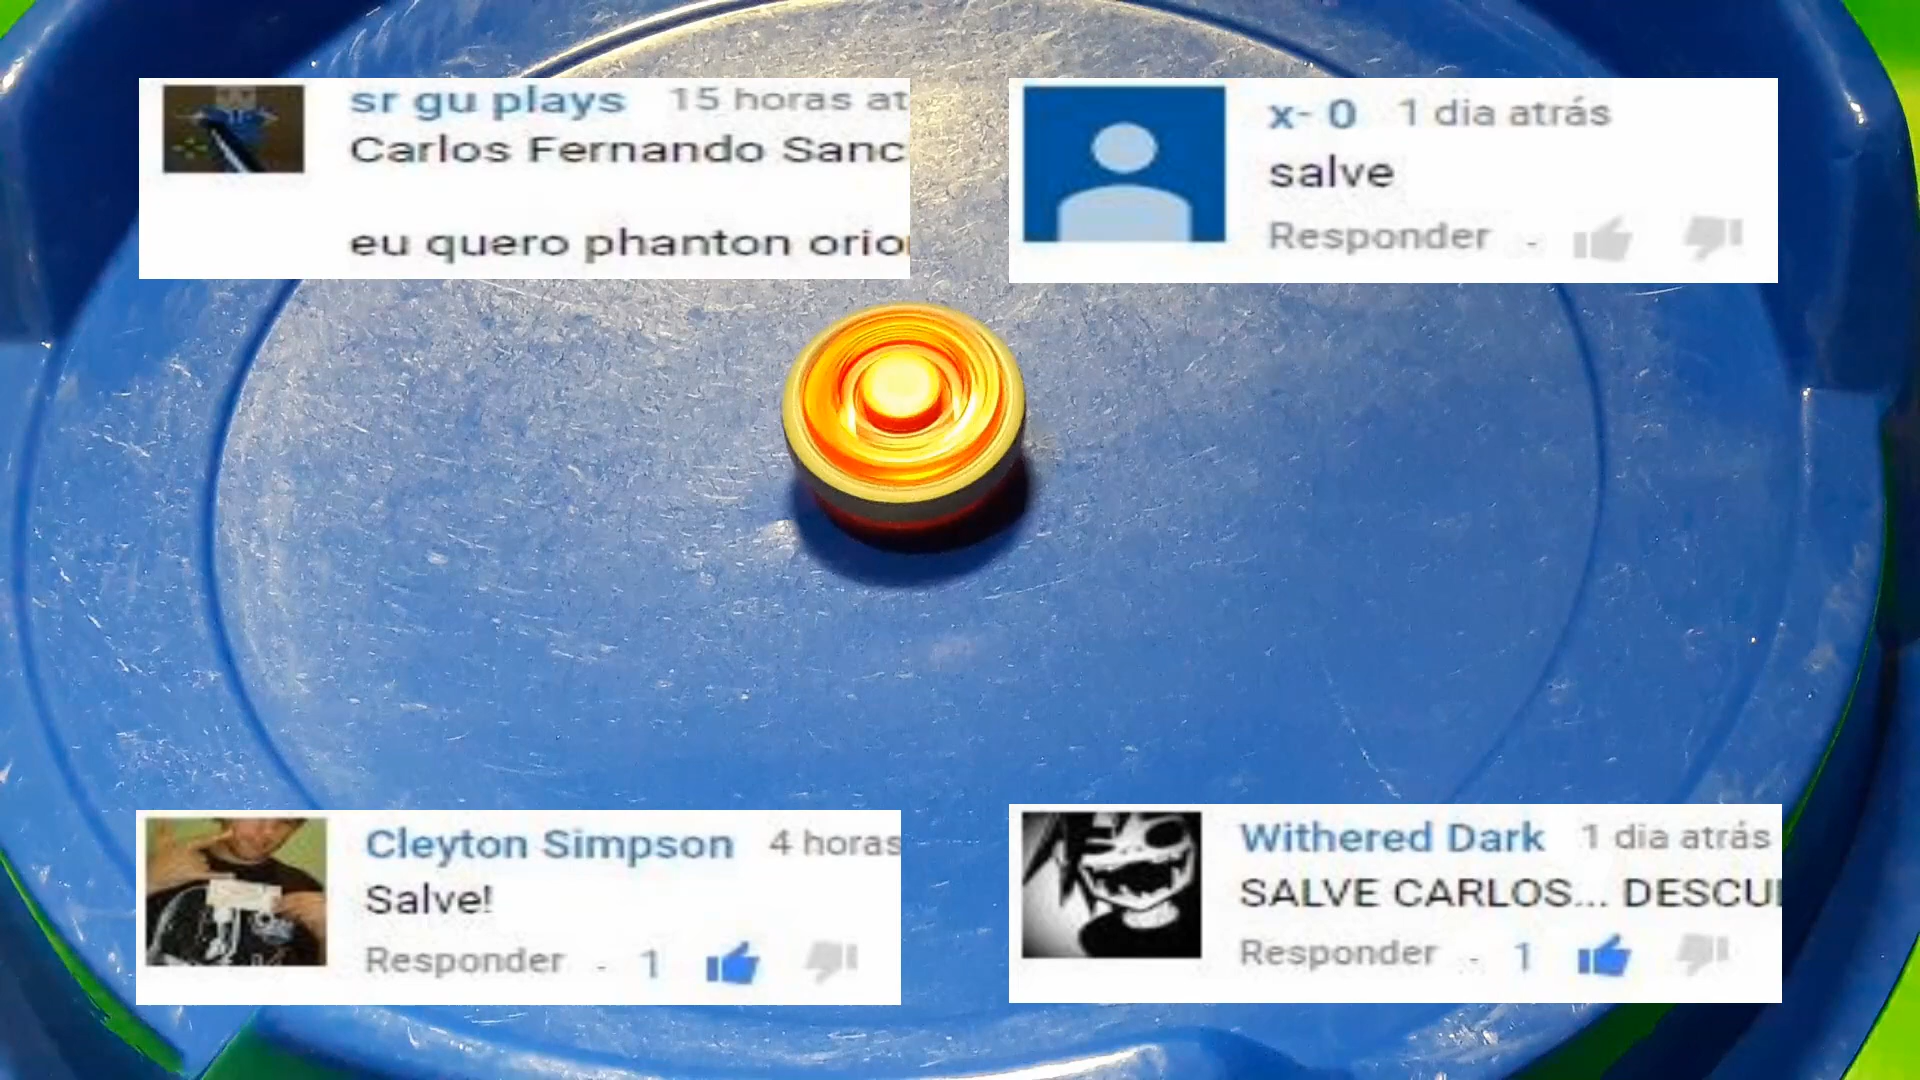 sr gu plays 15 horas at
Carlos Fernando Sanc
eu quero phanton orio
x- 0 1 dia atrás
salve
Responder
Cleyton Simpson 4 horas
Salve!
Responder - 1
Withered Dark 1 dia atrás
SALVE CARLOS... DESCUI
Responder - 1